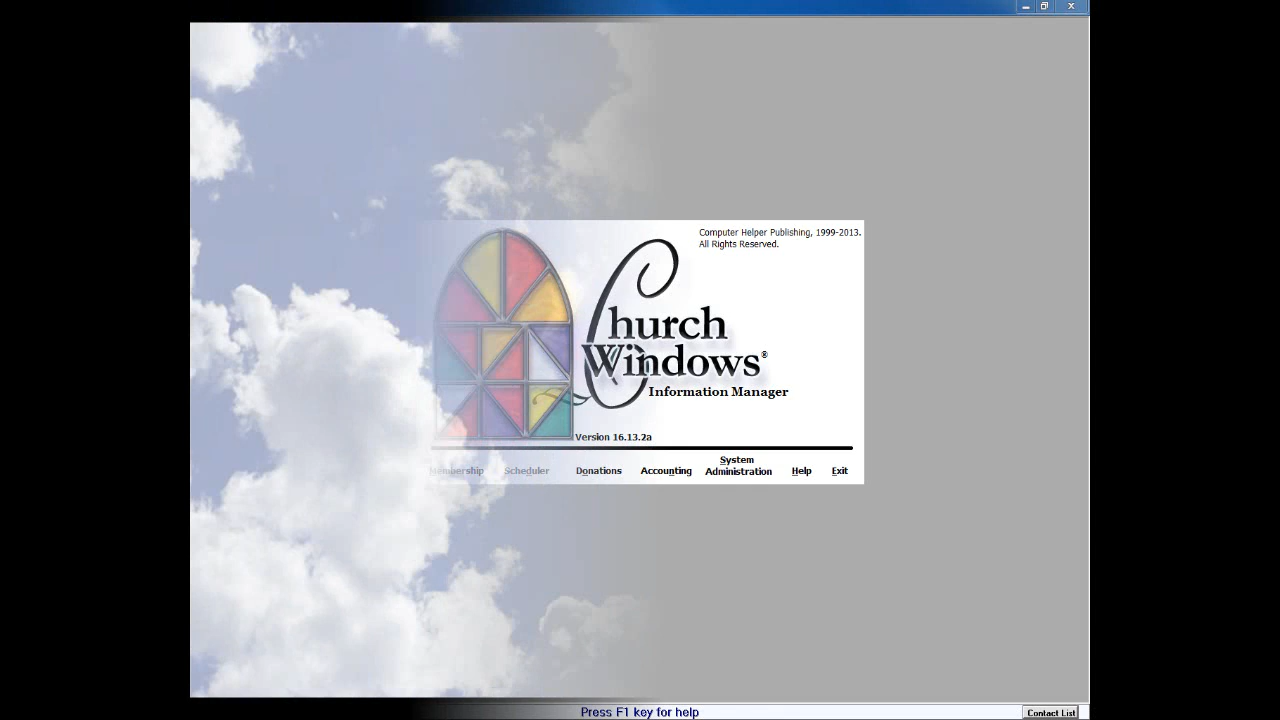 Computer Helper Publishing, 1999-2013.
All Rights Reserved.
Church
Windows®
Information Manager
Version 16.13.2a
Membership Scheduler Donations Accounting System Administration Help Exit
Press F1 key for help
Contact List